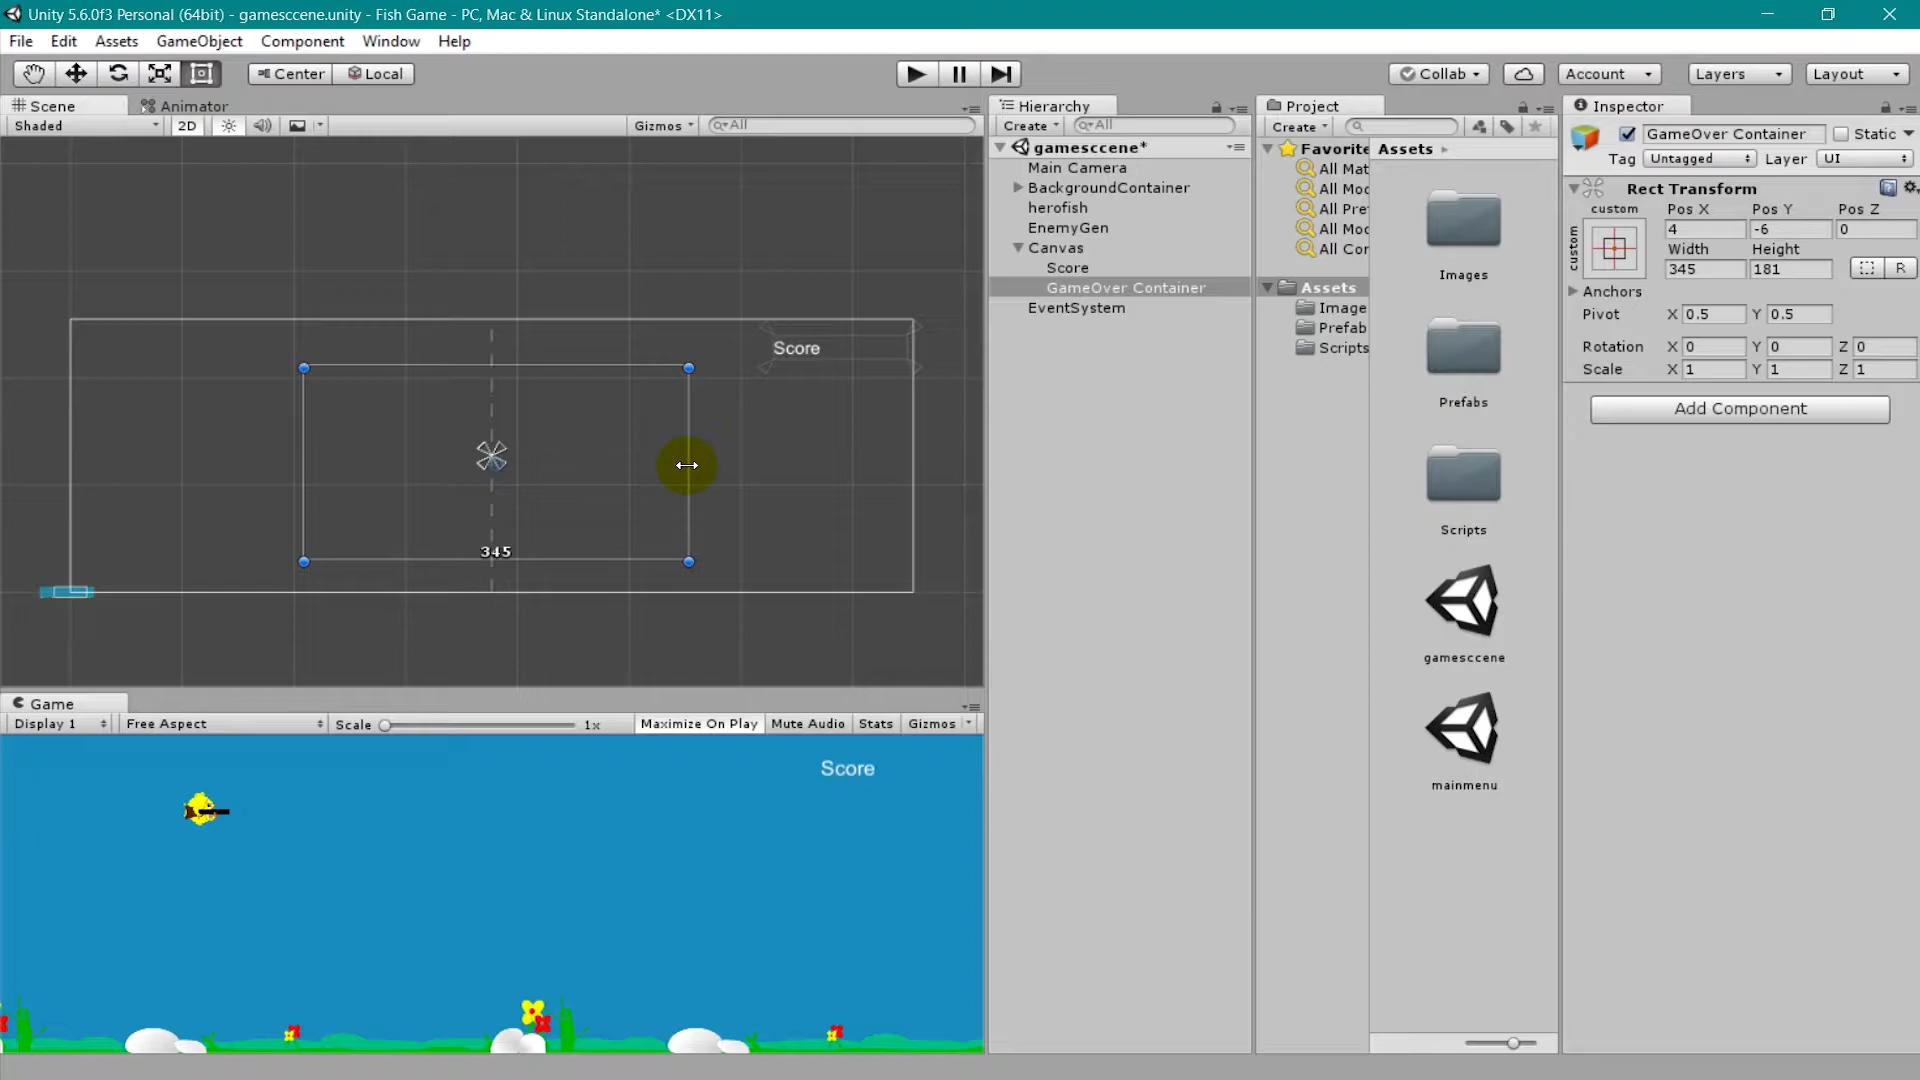 Unity 5.6.0f3 Personal (64bit) - gamesccene.unity - Fish Game - PC, Mac & Linux Standalone* <DX11>
File Edit Assets GameObject Component Window Help
Center Local Collab Account Layers Layout
Scene Animator
Shaded 2D Gizmos All
345
Score
Hierarchy
Create All
gamesccene*
Main Camera
BackgroundContainer
herofish
EnemyGen
Canvas
Score
GameOver Container
EventSystem
Project
Create
Favorite
All Mat
All Mod
All Pre
All Mod
All Con
Assets
Image
Prefab
Scripts
Assets
Images
Prefabs
Scripts
gamesccene
mainmenu
Inspector
GameOver Container Static
Tag Untagged Layer UI
Rect Transform
custom Pos X Pos Y Pos Z
custom
4 -6 0
Width Height
345 181 R
Anchors
Pivot X 0.5 Y 0.5
Rotation X 0 Y 0 Z 0
Scale X 1 Y 1 Z 1
Add Component
Game
Display 1 Free Aspect Scale 1x Maximize On Play Mute Audio Stats Gizmos
Score